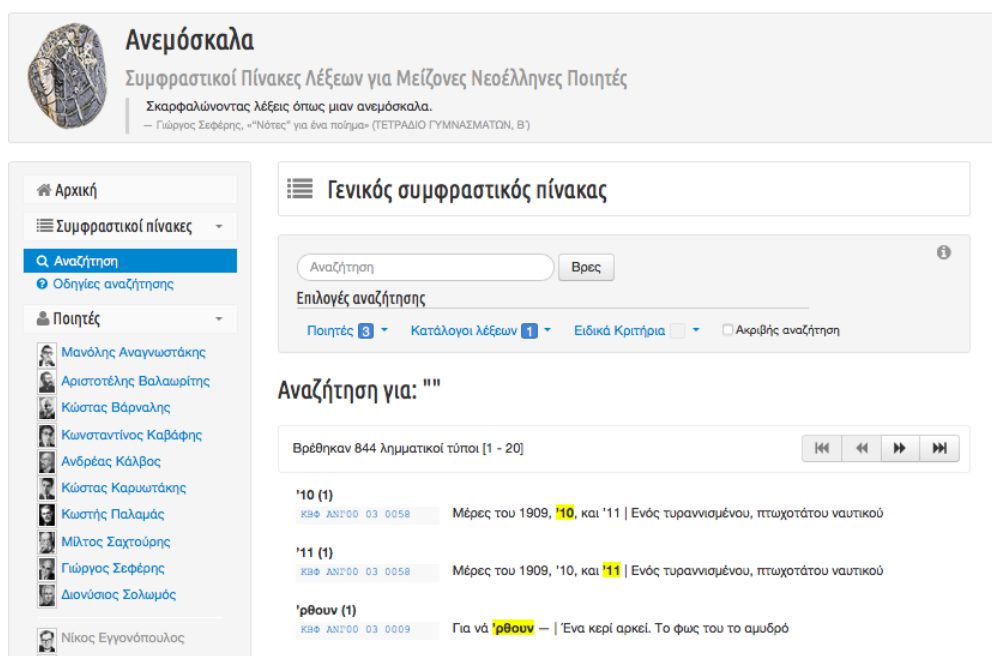 Ανεμόσκαλα
Συμφραστικοί Πίνακες Λέξεων για Μείζονες Νεοέλληνες Ποιητές
Σκαρφαλώνοντας λέξεις όπως μιαν ανεμόσκαλα.
— Γιώργος Σεφέρης, «"Νότες" για ένα ποίημα» (ΤΕΤΡΑΔΙΟ ΓΥΜΝΑΣΜΑΤΩΝ, Β')
Αρχική
Συμφραστικοί πίνακες
Αναζήτηση
Οδηγίες αναζήτησης
Ποιητές
Μανόλης Αναγνωστάκης
Αριστοτέλης Βαλαωρίτης
Κώστας Βάρναλης
Κωνσταντίνος Καβάφης
Ανδρέας Κάλβος
Κώστας Καρυωτάκης
Κωστής Παλαμάς
Μίλτος Σαχτούρης
Γιώργος Σεφέρης
Διονύσιος Σολωμός
Νίκος Εγγονόπουλος
Γενικός συμφραστικός πίνακας
Αναζήτηση Βρες
Επιλογές αναζήτησης
Ποιητές 3 Κατάλογοι λέξεων 1 Ειδικά Κριτήρια Ακριβής αναζήτηση
Αναζήτηση για: ""
Βρέθηκαν 844 λημματικοί τύποι [1 - 20]
'10 (1)
ΚΒΦ ΑΝΓ00 03 0058 Μέρες του 1909, '10, και '11 | Ενός τυραννισμένου, πτωχοτάτου ναυτικού
'11 (1)
ΚΒΦ ΑΝΓ00 03 0058 Μέρες του 1909, '10, και '11 | Ενός τυραννισμένου, πτωχοτάτου ναυτικού
'ρθουν (1)
ΚΒΦ ΑΝΓ00 03 0009 Για νά 'ρθουν — | Ένα κερί αρκεί. Το φως του το αμυδρό